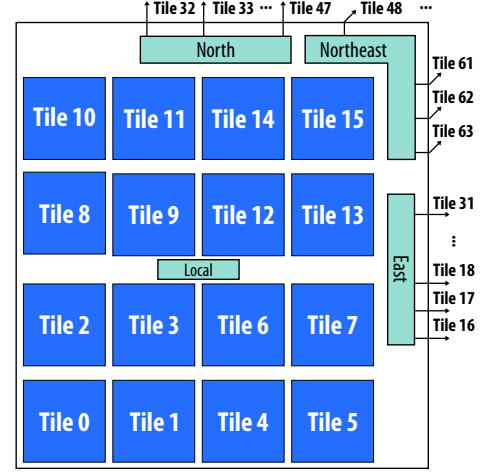 Tile 32 Tile 33 ··· Tile 47 Tile 48 ···
North Northeast
Tile 61
Tile 62
Tile 63
Tile 10 Tile 11 Tile 14 Tile 15
Tile 8 Tile 9 Tile 12 Tile 13
Tile 31
⋮
East
Local
Tile 18
Tile 17
Tile 16
Tile 2 Tile 3 Tile 6 Tile 7
Tile 0 Tile 1 Tile 4 Tile 5